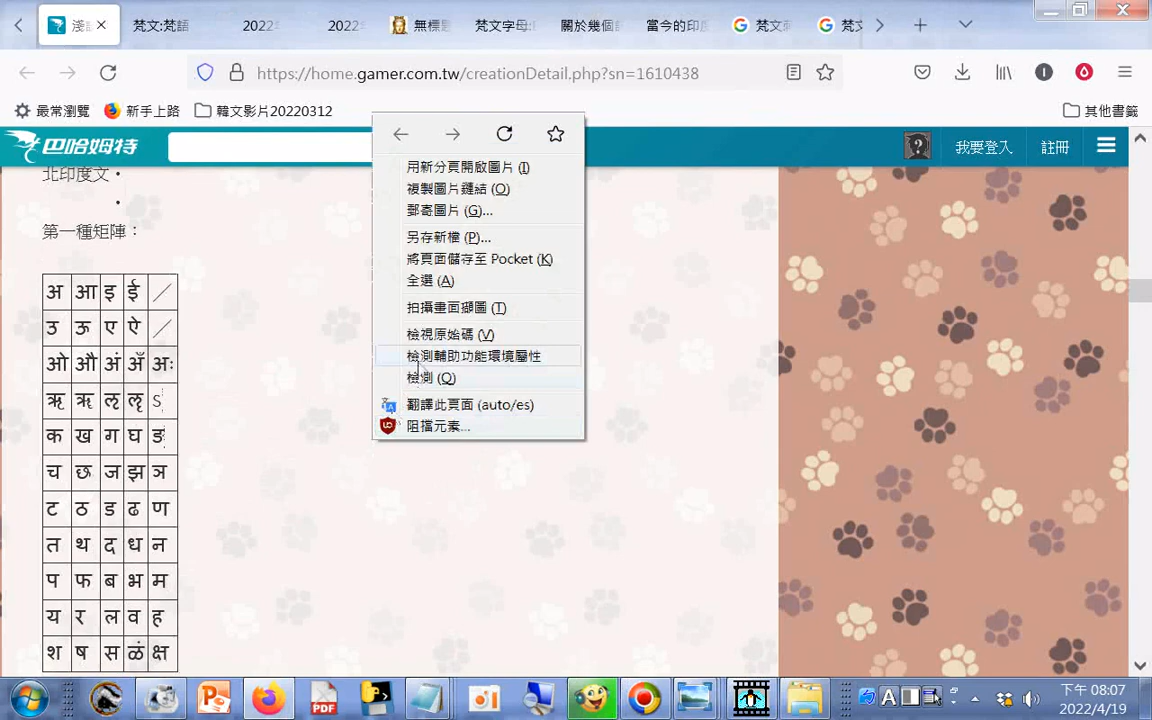 淺談
梵文:梵語
2022
2022
無標題
梵文字母
關於幾個
當今的印度
梵文
梵文
https://home.gamer.com.tw/creationDetail.php?sn=1610438
最常瀏覽
新手上路
韓文影片20220312
其他書籤
巴哈姆特
我要登入
註冊
北印度文・
・
第一種矩陣：
अ आ इ ई ／
उ ऊ ए ऐ ／
ओ औ अं अँ अः
ऋ ॠ ऌ ॡ ऽ
क ख ग घ ङ
च छ ज झ ञ
ट ठ ड ढ ण
त थ द ध न
प फ ब भ म
य र ल व ह
श ष स ळं क्ष
用新分頁開啟圖片 (I)
複製圖片鏈結 (O)
郵寄圖片 (G)...
另存新檔 (P)...
將頁面儲存至 Pocket (K)
全選 (A)
拍攝畫面擷圖 (T)
檢視原始碼 (V)
檢測輔助功能環境屬性
檢測 (Q)
翻譯此頁面 (auto/es)
阻擋元素...
PDF
A
下午 08:07
2022/4/19